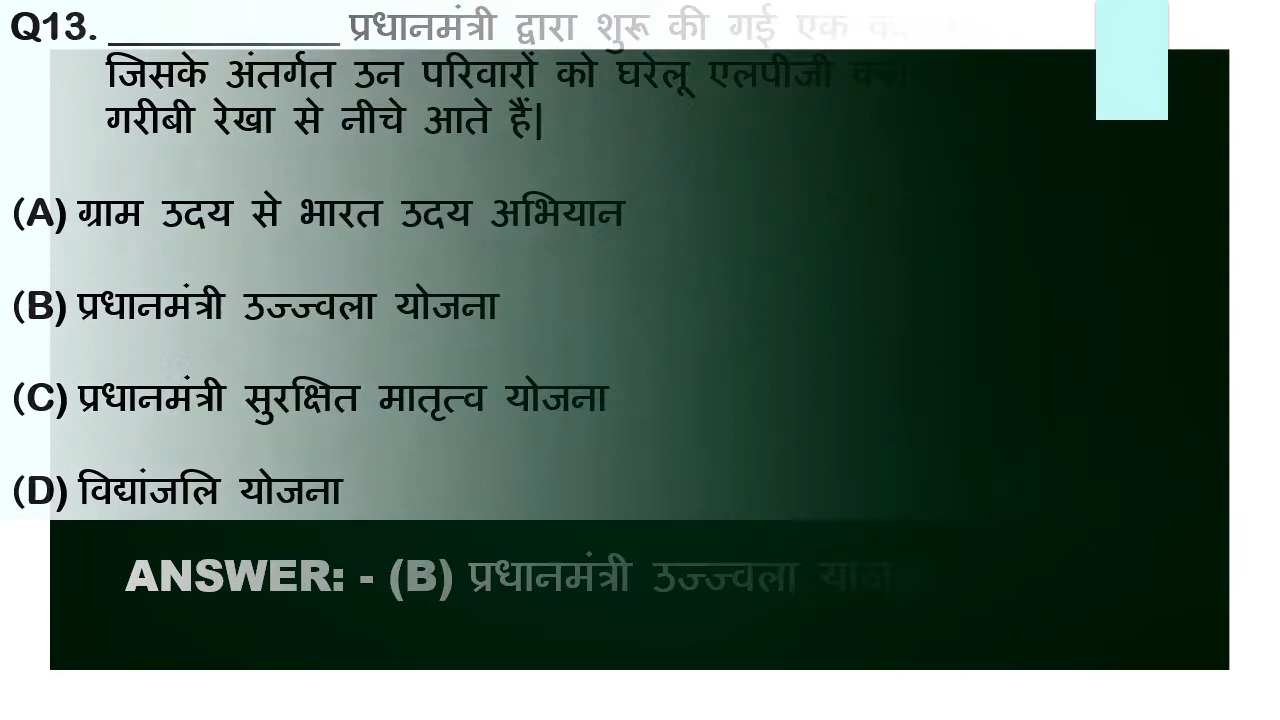 Q13. ___________ प्रधानमंत्री द्वारा शुरू की गई एक
जिसके अंतर्गत उन परिवारों को घरेलू एलपीजी
गरीबी रेखा से नीचे आते हैं|
(A) ग्राम उदय से भारत उदय अभियान
(B) प्रधानमंत्री उज्ज्वला योजना
(C) प्रधानमंत्री सुरक्षित मातृत्व योजना
(D) विद्यांजलि योजना
ANSWER: - (B) प्रधानमंत्री उज्ज्वला